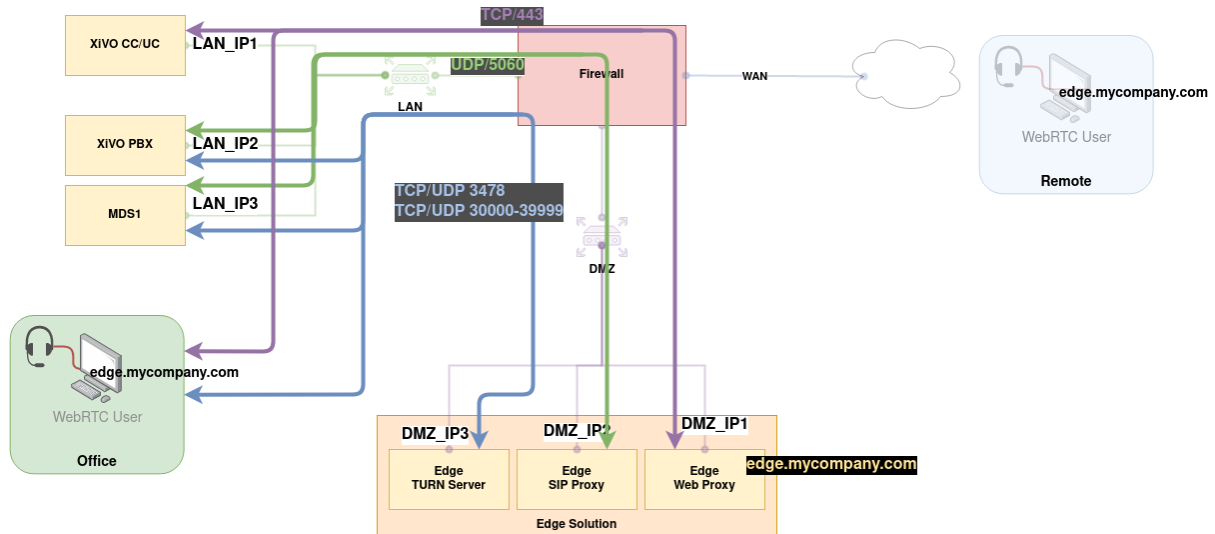 TCP/443
XiVO CC/UC
LAN_IP1
UDP/5060
Firewall
WAN
edge.mycompany.com
WebRTC User
Remote
LAN
XiVO PBX
LAN_IP2
MDS1
LAN_IP3
TCP/UDP 3478
TCP/UDP 30000-39999
DMZ
edge.mycompany.com
WebRTC User
Office
DMZ_IP3
DMZ_IP2
DMZ_IP1
edge.mycompany.com
Edge
TURN Server
Edge
SIP Proxy
Edge
Web Proxy
Edge Solution